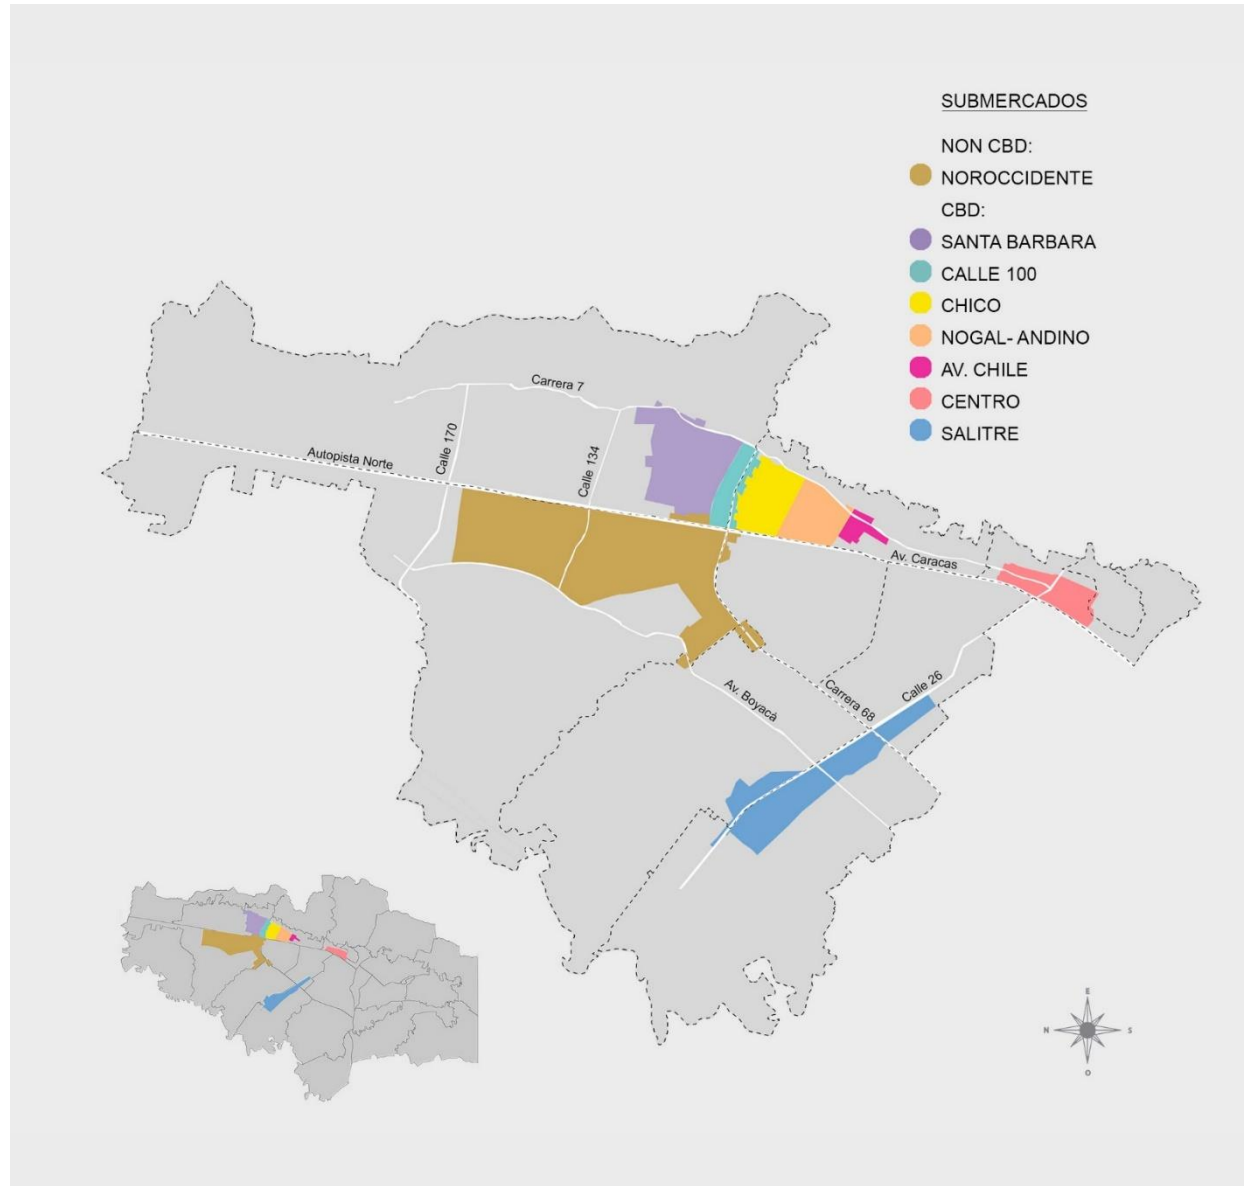 SUBMERCADOS
NON CBD:
NOROCCIDENTE
CBD:
SANTA BARBARA
CALLE 100
CHICO
NOGAL- ANDINO
AV. CHILE
CENTRO
SALITRE
Carrera 7
Calle 170
Calle 134
Autopista Norte
Av. Caracas
Carrera 68
Calle 26
Av. Boyacá
E
N
S
O